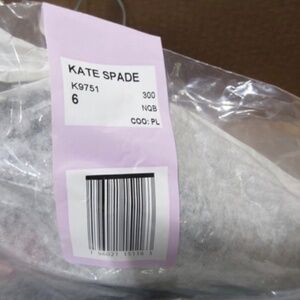 KATE SPADE
K9751 300
6 NQB
COO: PL